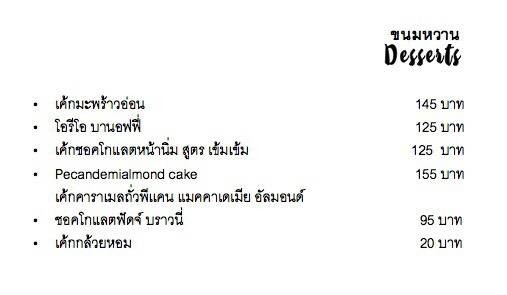 ขนมหวาน
Desserts
• เค้กมะพร้าวอ่อน 145 บาท
• โอรีโอ บานอฟฟี่ 125 บาท
• เค้กชอคโกแลตหน้านิ่ม สูตร เข้มเข้ม 125 บาท
• Pecandemialmond cake 155 บาท
เค้กคาราเมลถั่วพีแคน แมคคาเดเมีย อัลมอนด์
• ชอคโกแลตฟัดจ์ บราวนี่ 95 บาท
• เค้กกล้วยหอม 20 บาท